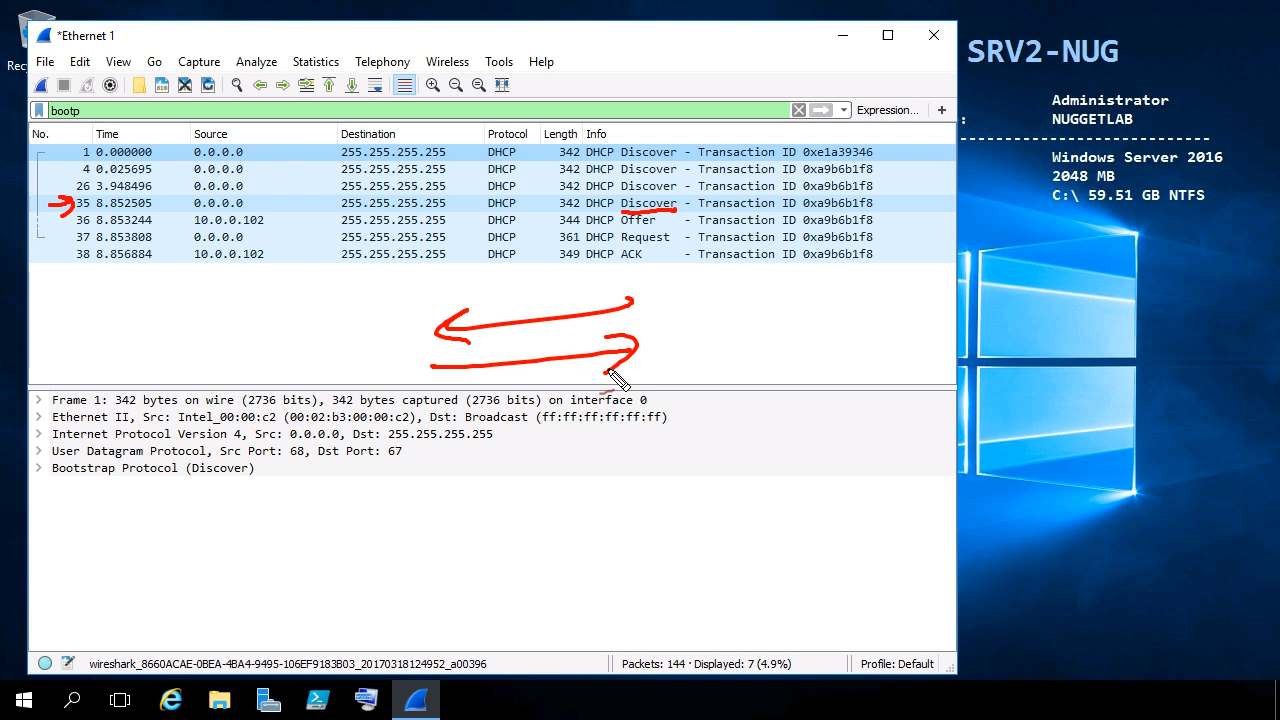 Recy
*Ethernet 1
File Edit View Go Capture Analyze Statistics Telephony Wireless Tools Help
bootp
Expression... +
No. Time Source Destination Protocol Length Info
1 0.000000 0.0.0.0 255.255.255.255 DHCP 342 DHCP Discover - Transaction ID 0xe1a39346
4 0.025695 0.0.0.0 255.255.255.255 DHCP 342 DHCP Discover - Transaction ID 0xa9b6b1f8
26 3.948496 0.0.0.0 255.255.255.255 DHCP 342 DHCP Discover - Transaction ID 0xa9b6b1f8
35 8.852505 0.0.0.0 255.255.255.255 DHCP 342 DHCP Discover - Transaction ID 0xa9b6b1f8
36 8.853244 10.0.0.102 255.255.255.255 DHCP 344 DHCP Offer - Transaction ID 0xa9b6b1f8
37 8.853808 0.0.0.0 255.255.255.255 DHCP 361 DHCP Request - Transaction ID 0xa9b6b1f8
38 8.856884 10.0.0.102 255.255.255.255 DHCP 349 DHCP ACK - Transaction ID 0xa9b6b1f8
Frame 1: 342 bytes on wire (2736 bits), 342 bytes captured (2736 bits) on interface 0
Ethernet II, Src: Intel_00:00:c2 (00:02:b3:00:00:c2), Dst: Broadcast (ff:ff:ff:ff:ff:ff)
Internet Protocol Version 4, Src: 0.0.0.0, Dst: 255.255.255.255
User Datagram Protocol, Src Port: 68, Dst Port: 67
Bootstrap Protocol (Discover)
wireshark_8660ACAE-0BEA-4BA4-9495-106EF9183B03_20170318124952_a00396
Packets: 144 · Displayed: 7 (4.9%)
Profile: Default
SRV2-NUG
Administrator
: NUGGETLAB
-----------------------------
Windows Server 2016
2048 MB
C:\ 59.51 GB NTFS